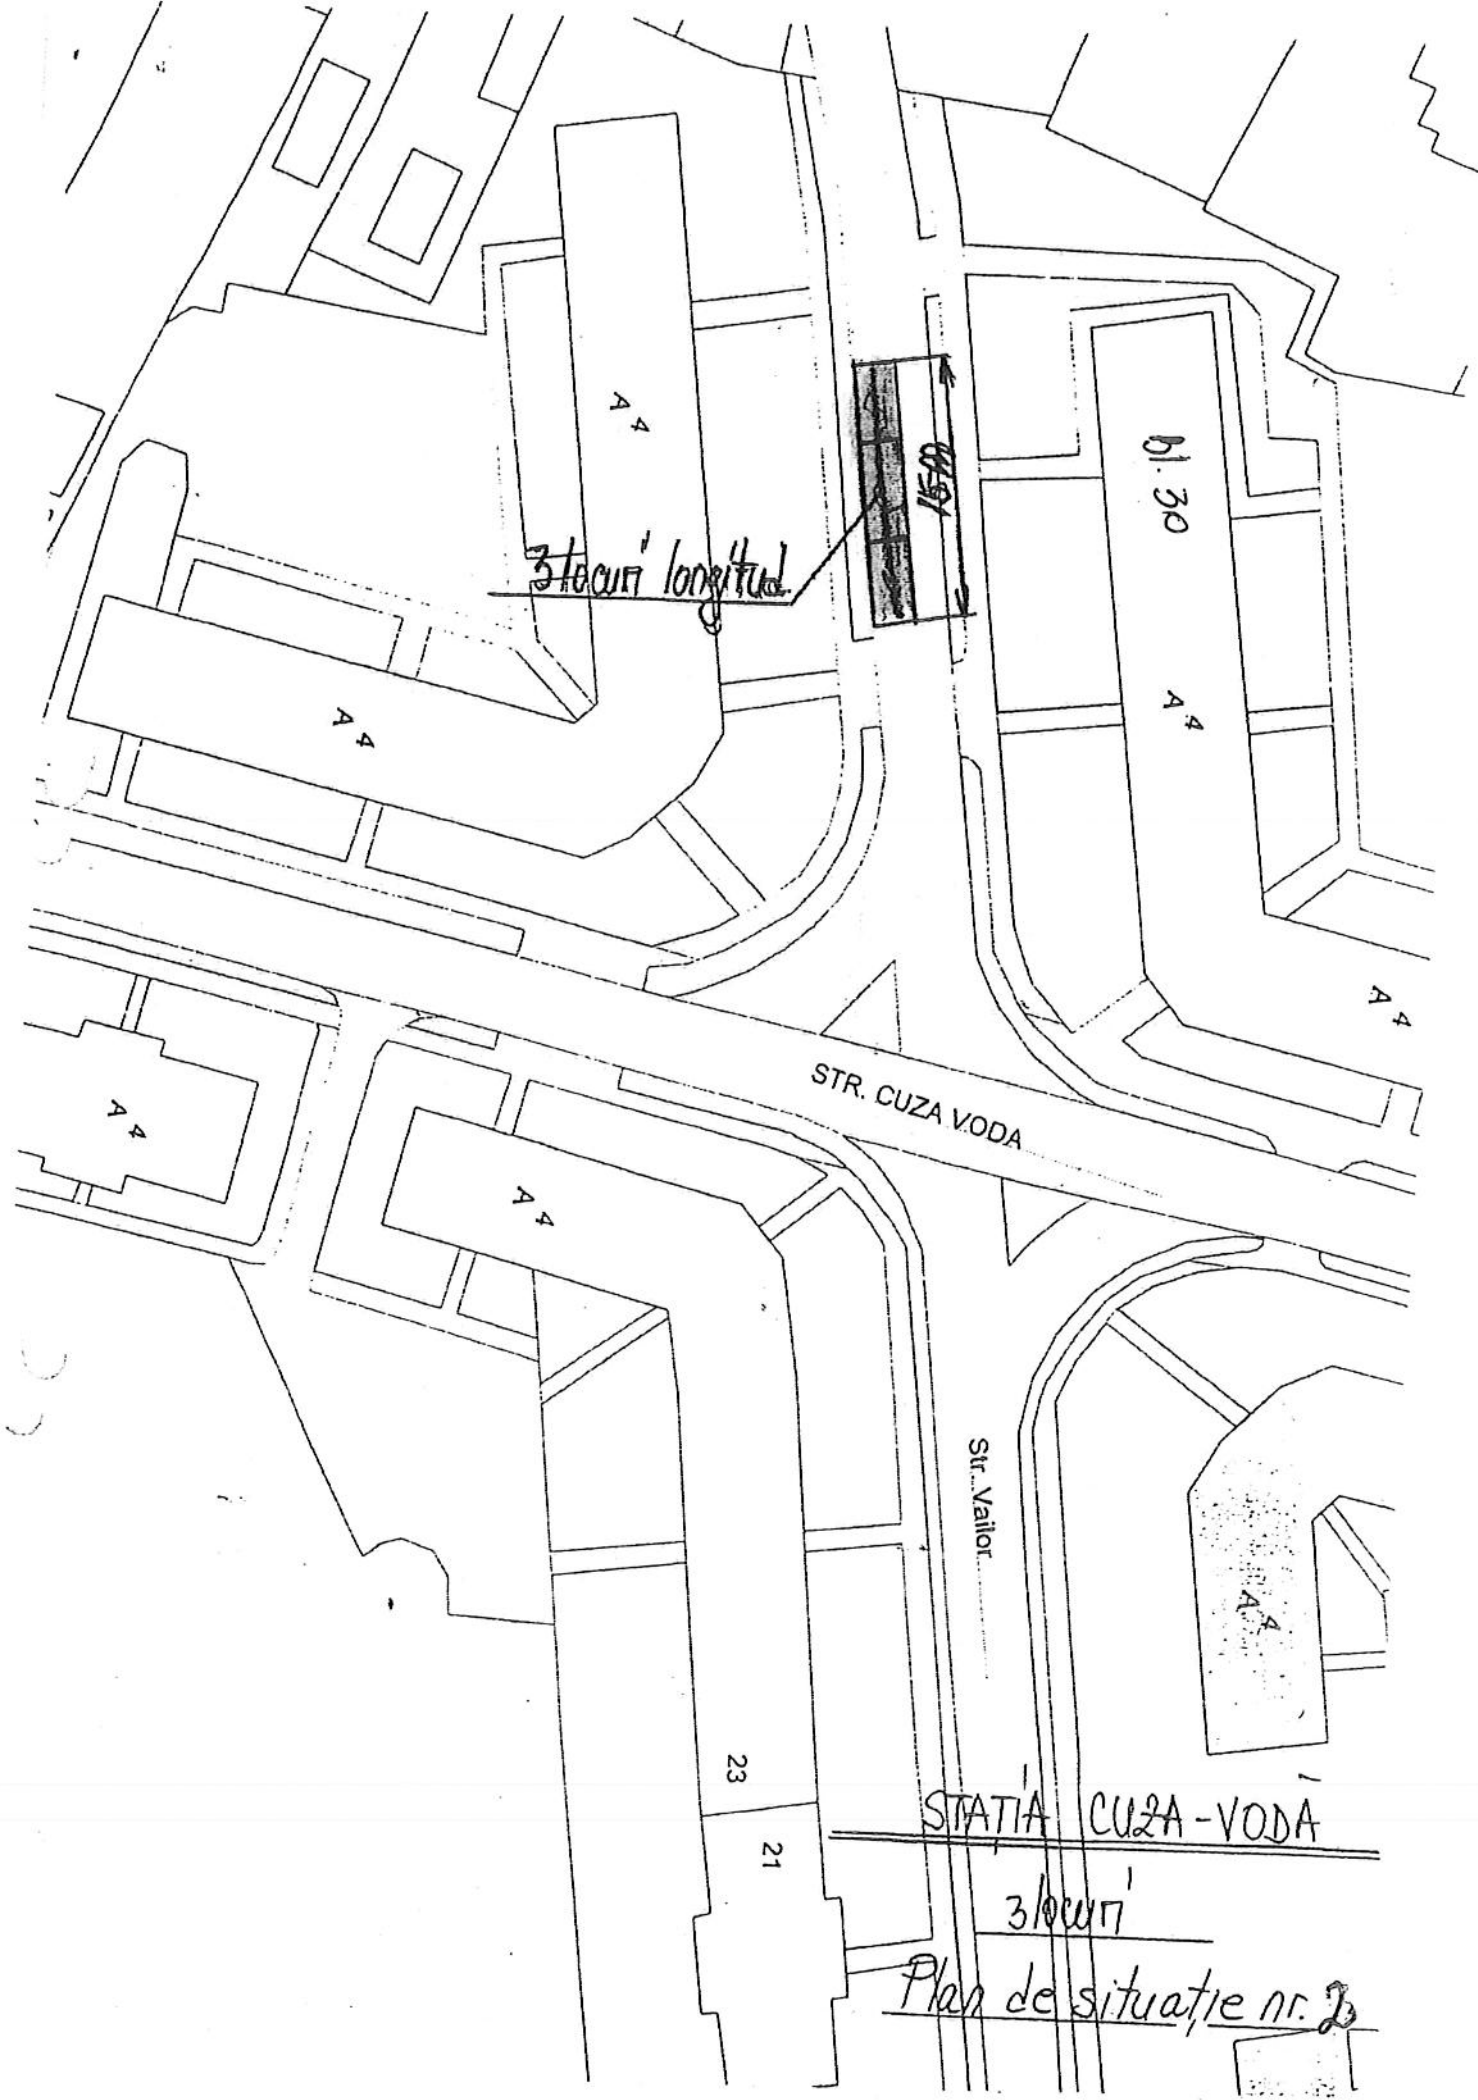 A4
bl. 30
1500
3 locuri longitud.
A4
A4
A4
STR. CUZA VODA
A4
A4
Str. Vailor
A4
23
21
STAȚIA CUZA-VODĂ
3 locuri
Plan de situație nr. 2